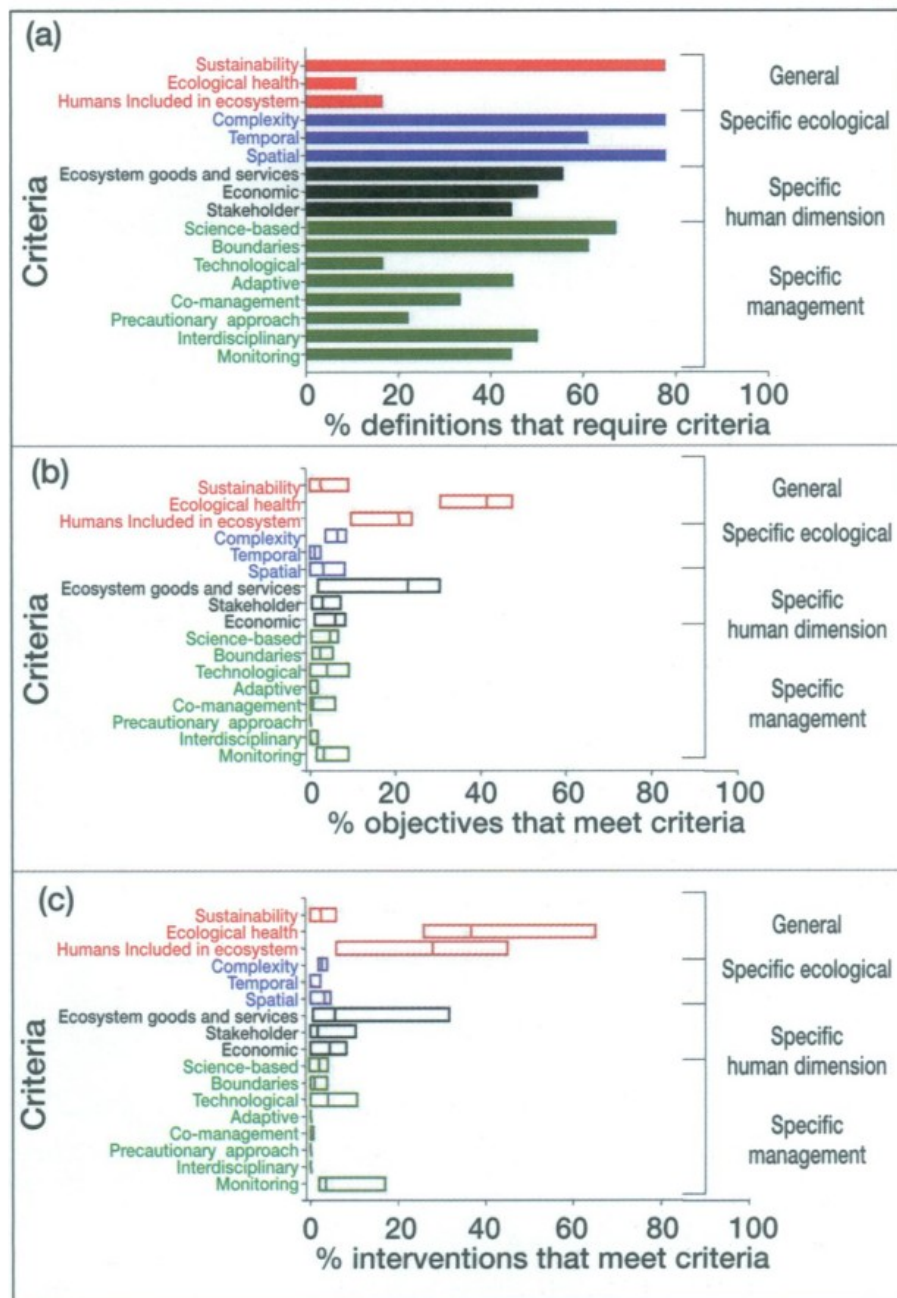 (a)
Sustainability
Ecological health
Humans Included in ecosystem
Complexity
Temporal
Spatial
Ecosystem goods and services
Economic
Stakeholder
Science-based
Boundaries
Technological
Adaptive
Co-management
Precautionary approach
Interdisciplinary
Monitoring
Criteria
General
Specific ecological
Specific
human dimension
Specific
management
0 20 40 60 80 100
% definitions that require criteria
(b)
Sustainability
Ecological health
Humans Included in ecosystem
Complexity
Temporal
Spatial
Ecosystem goods and services
Stakeholder
Economic
Science-based
Boundaries
Technological
Adaptive
Co-management
Precautionary approach
Interdisciplinary
Monitoring
Criteria
General
Specific ecological
Specific
human dimension
Specific
management
0 20 40 60 80 100
% objectives that meet criteria
(c)
Sustainability
Ecological health
Humans Included in ecosystem
Complexity
Temporal
Spatial
Ecosystem goods and services
Stakeholder
Economic
Science-based
Boundaries
Technological
Adaptive
Co-management
Precautionary approach
Interdisciplinary
Monitoring
Criteria
General
Specific ecological
Specific
human dimension
Specific
management
0 20 40 60 80 100
% interventions that meet criteria